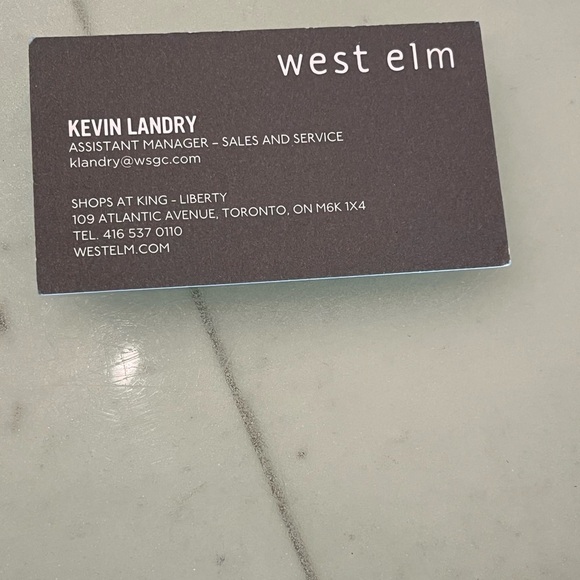 west elm
KEVIN LANDRY
ASSISTANT MANAGER – SALES AND SERVICE
klandry@wsgc.com
SHOPS AT KING - LIBERTY
109 ATLANTIC AVENUE, TORONTO, ON M6K 1X4
TEL. 416 537 0110
WESTELM.COM